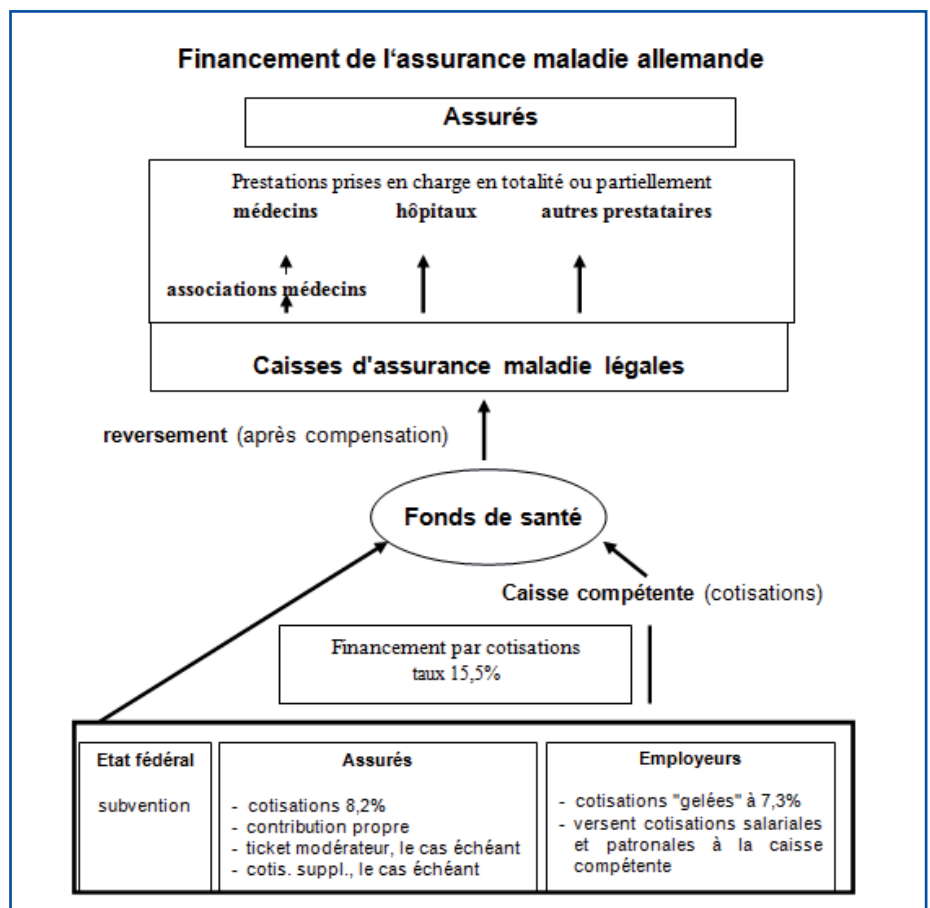 Financement de l'assurance maladie allemande
Assurés
Prestations prises en charge en totalité ou partiellement
médecins hôpitaux autres prestataires
associations médecins
Caisses d'assurance maladie légales
reversement (après compensation)
Fonds de santé
Caisse compétente (cotisations)
Financement par cotisations
taux 15,5%
Etat fédéral
subvention
Assurés
- cotisations 8,2%
- contribution propre
- ticket modérateur, le cas échéant
- cotis. suppl., le cas échéant
Employeurs
- cotisations "gelées" à 7,3%
- versent cotisations salariales
et patronales à la caisse
compétente